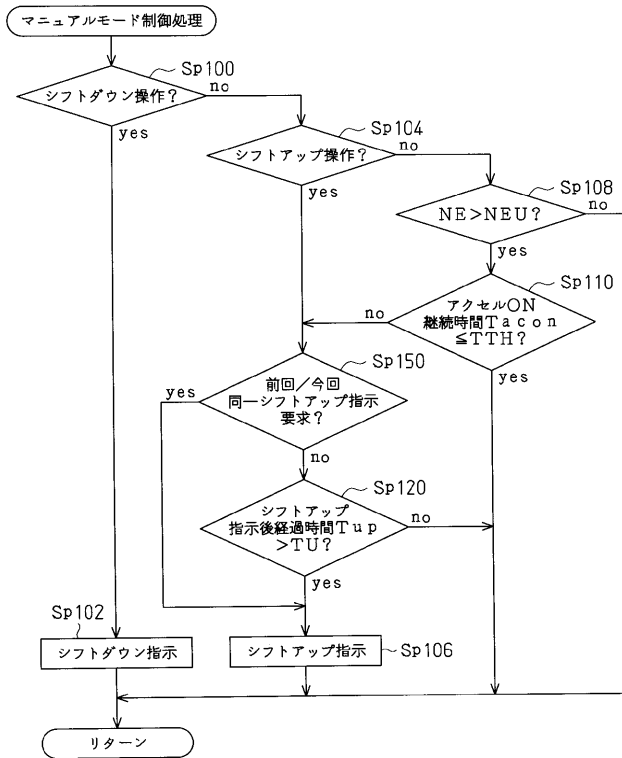 マニュアルモード制御処理
Sp100
シフトダウン操作?
no
yes
Sp104
シフトアップ操作?
no
yes
Sp108
NE>NEU?
no
yes
Sp110
アクセルON
継続時間Tacon
≦TTH?
no
yes
Sp150
前回/今回
同一シフトアップ指示
要求?
yes
no
Sp120
シフトアップ
指示後経過時間Tup
>TU?
no
yes
Sp102
シフトダウン指示
シフトアップ指示
Sp106
リターン